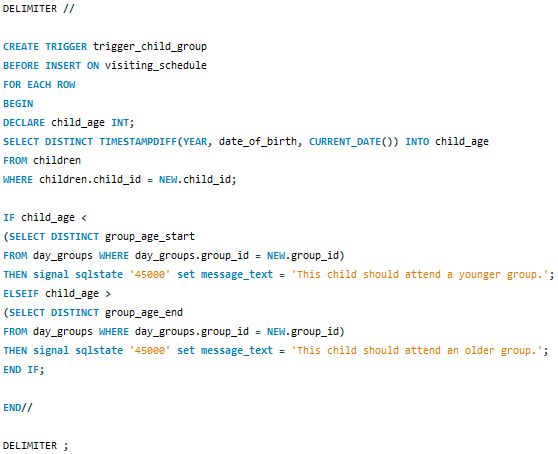 DELIMITER //
CREATE TRIGGER trigger_child_group
BEFORE INSERT ON visiting_schedule
FOR EACH ROW
BEGIN
DECLARE child_age INT;
SELECT DISTINCT TIMESTAMPDIFF(YEAR, date_of_birth, CURRENT_DATE()) INTO child_age
FROM children
WHERE children.child_id = NEW.child_id;
IF child_age <
(SELECT DISTINCT group_age_start
FROM day_groups WHERE day_groups.group_id = NEW.group_id)
THEN signal sqlstate '45000' set message_text = 'This child should attend a younger group.';
ELSEIF child_age >
(SELECT DISTINCT group_age_end
FROM day_groups WHERE day_groups.group_id = NEW.group_id)
THEN signal sqlstate '45000' set message_text = 'This child should attend an older group.';
END IF;
END//
DELIMITER ;